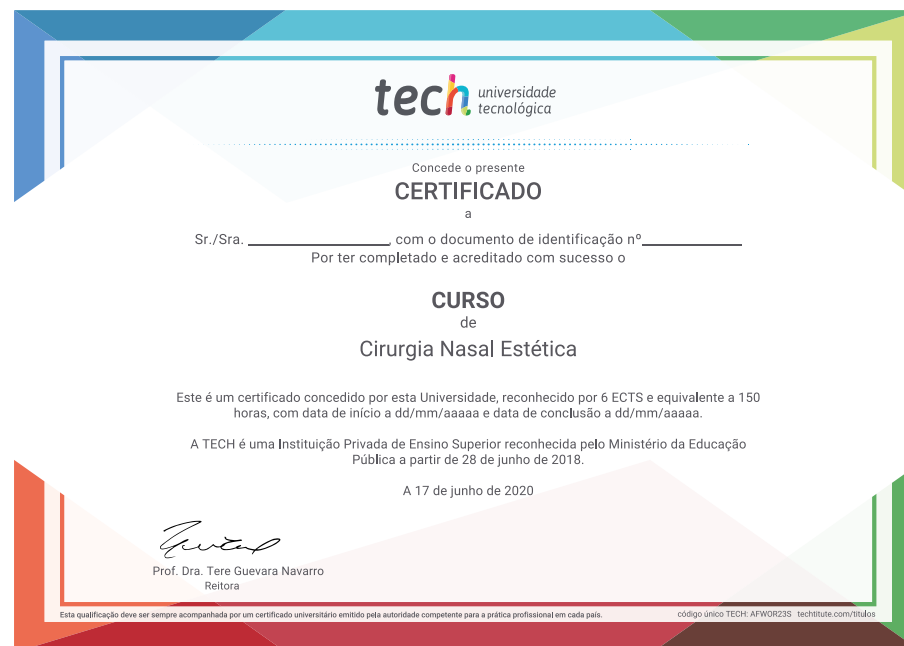 tech universidade
tecnológica
Concede o presente
CERTIFICADO
a
Sr./Sra. ____________________, com o documento de identificação nº______________
Por ter completado e acreditado com sucesso o
CURSO
de
Cirurgia Nasal Estética
Este é um certificado concedido por esta Universidade, reconhecido por 6 ECTS e equivalente a 150
horas, com data de início a dd/mm/aaaaa e data de conclusão a dd/mm/aaaaa.
A TECH é uma Instituição Privada de Ensino Superior reconhecida pelo Ministério da Educação
Pública a partir de 28 de junho de 2018.
A 17 de junho de 2020
Prof. Dra. Tere Guevara Navarro
Reitora
Esta qualificação deve ser sempre acompanhada por um certificado universitário emitido pela autoridade competente para a prática profissional em cada país.
código único TECH: AFWOR23S techtitute.com/titulos